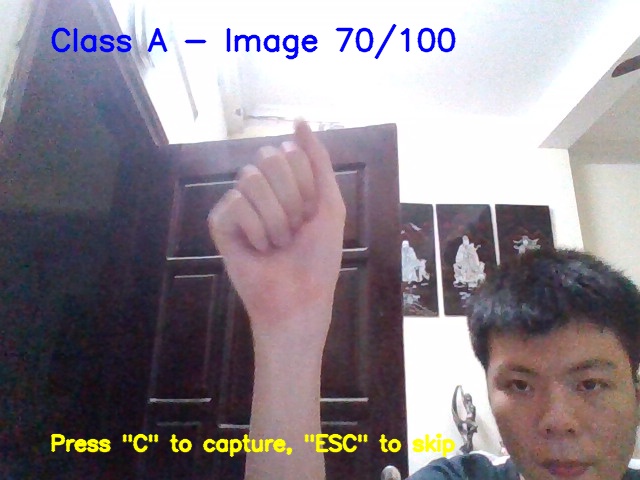 Class A - Image 70/100
Press "C" to capture, "ESC" to skip